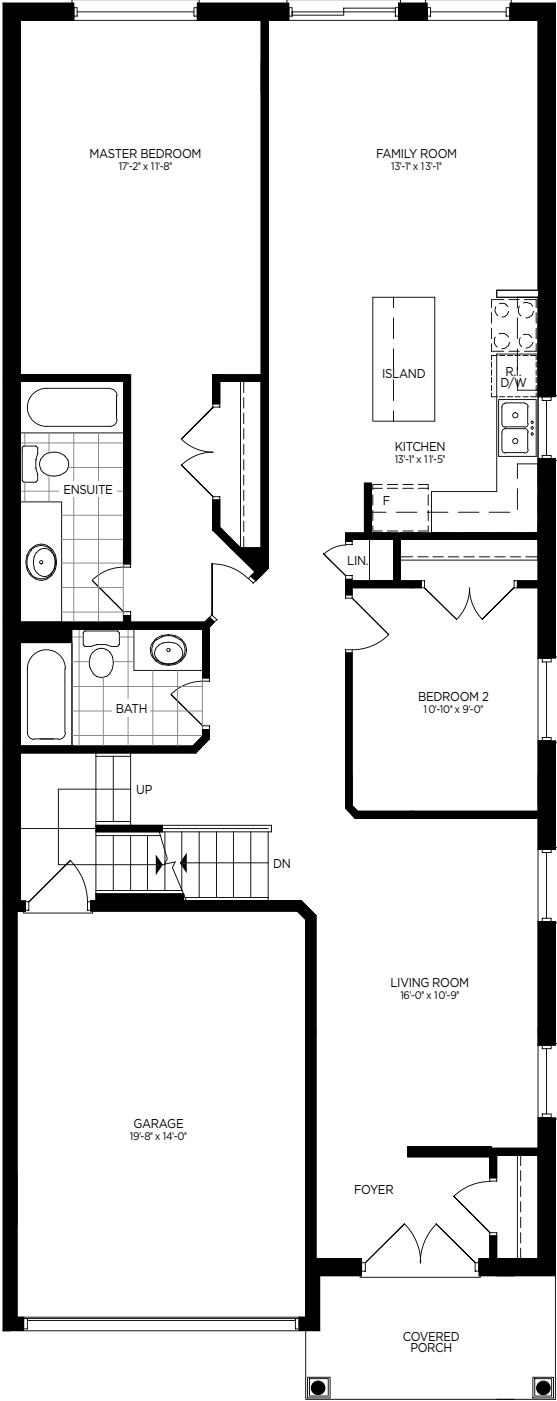 MASTER BEDROOM
17'-2" x 11'-8"
FAMILY ROOM
13'-1" x 13'-1"
ISLAND
R.I.
D/W
KITCHEN
13'-1" x 11'-5"
F
ENSUITE
LIN.
BEDROOM 2
10'-10" x 9'-0"
BATH
UP
DN
LIVING ROOM
16'-0" x 10'-9"
GARAGE
19'-8" x 14'-0"
FOYER
COVERED
PORCH